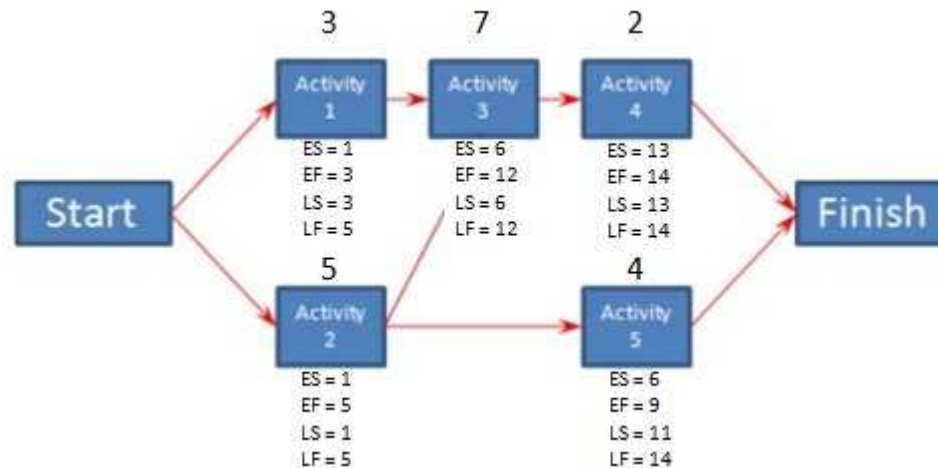 3
7
2
Activity
1
Activity
3
Activity
4
ES = 1
EF = 3
LS = 3
LF = 5
ES = 6
EF = 12
LS = 6
LF = 12
ES = 13
EF = 14
LS = 13
LF = 14
Start
Finish
5
4
Activity
2
Activity
5
ES = 1
EF = 5
LS = 1
LF = 5
ES = 6
EF = 9
LS = 11
LF = 14